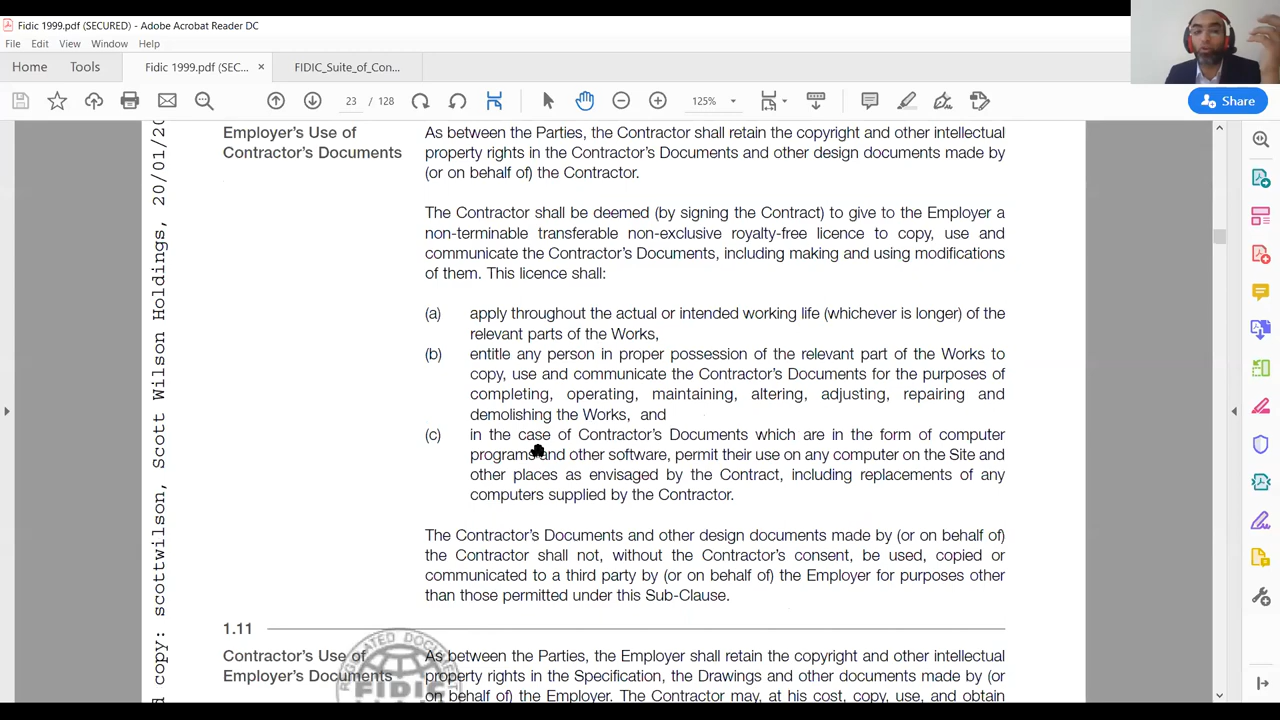 Fidic 1999.pdf (SECURED) - Adobe Acrobat Reader DC
File Edit View Window Help
Home Tools Fidic 1999.pdf (SEC... × FIDIC_Suite_of_Con...
23 / 128 125% Share
Employer's Use of
Contractor's Documents
As between the Parties, the Contractor shall retain the copyright and other intellectual
property rights in the Contractor's Documents and other design documents made by
(or on behalf of) the Contractor.
The Contractor shall be deemed (by signing the Contract) to give to the Employer a
non-terminable transferable non-exclusive royalty-free licence to copy, use and
communicate the Contractor's Documents, including making and using modifications
of them. This licence shall:
(a) apply throughout the actual or intended working life (whichever is longer) of the
relevant parts of the Works,
(b) entitle any person in proper possession of the relevant part of the Works to
copy, use and communicate the Contractor's Documents for the purposes of
completing, operating, maintaining, altering, adjusting, repairing and
demolishing the Works, and
(c) in the case of Contractor's Documents which are in the form of computer
programs and other software, permit their use on any computer on the Site and
other places as envisaged by the Contract, including replacements of any
computers supplied by the Contractor.
The Contractor's Documents and other design documents made by (or on behalf of)
the Contractor shall not, without the Contractor's consent, be used, copied or
communicated to a third party by (or on behalf of) the Employer for purposes other
than those permitted under this Sub-Clause.
1.11
Contractor's Use of
Employer's Documents
As between the Parties, the Employer shall retain the copyright and other intellectual
property rights in the Specification, the Drawings and other documents made by (or
on behalf of) the Employer. The Contractor may, at his cost, copy, use, and obtain
copy: scottwilson, Scott Wilson Holdings, 20/01/20
FIDIC